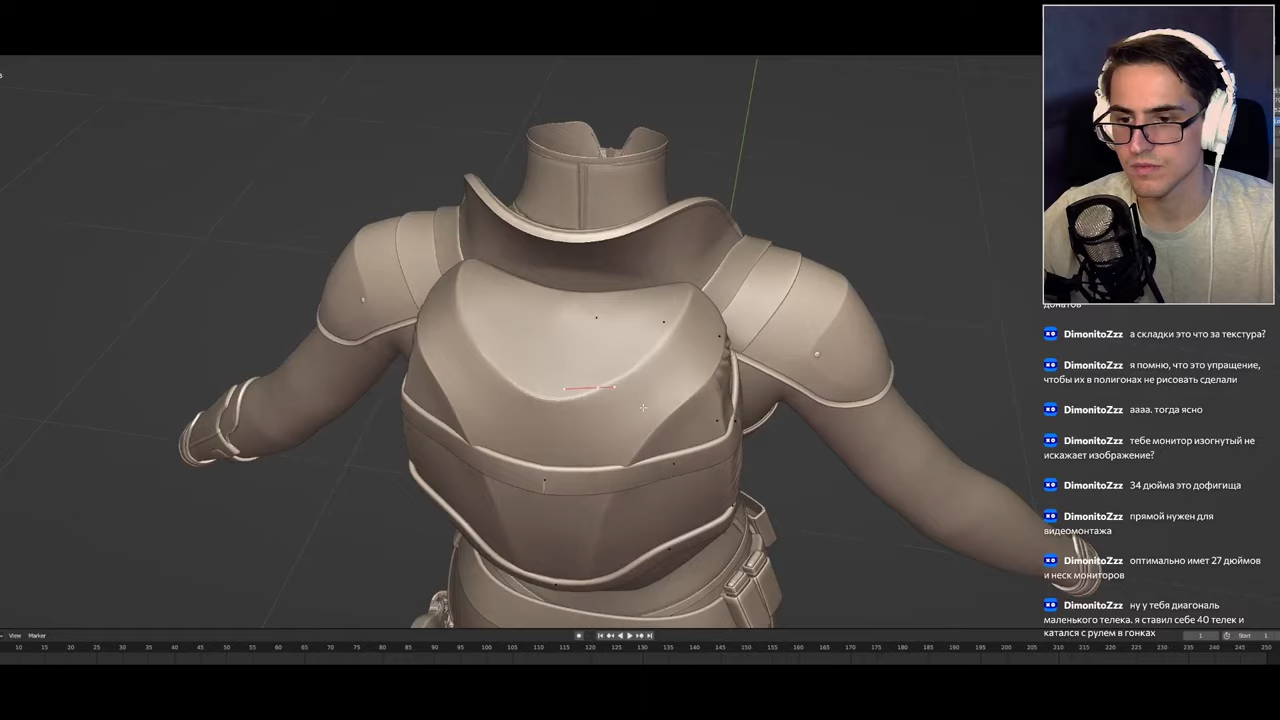 донатов
DimonitoZzz а складки это что за текстура?
DimonitoZzz я помню, что это упращение,
чтобы их в полигонах не рисовать сделали
DimonitoZzz аааа. тогда ясно
DimonitoZzz тебе монитор изогнутый не
искажает изображение?
DimonitoZzz 34 дюйма это дофигища
DimonitoZzz прямой нужен для
видеомонтажа
DimonitoZzz оптимально имет 27 дюймов
и неск мониторов
DimonitoZzz ну у тебя диагональ
маленького телека. я ставил себе 40 телек и
катался с рулем в гонках
View Marker 1 Start 1
10 15 20 25 30 35 40 45 50 55 60 65 70 75 80 85 90 95 100 105 110 115 120 125 130 135 140 145 150 155 160 165 170 175 180 185 190 195 200 205 210 215 220 225 230 235 240 245 250